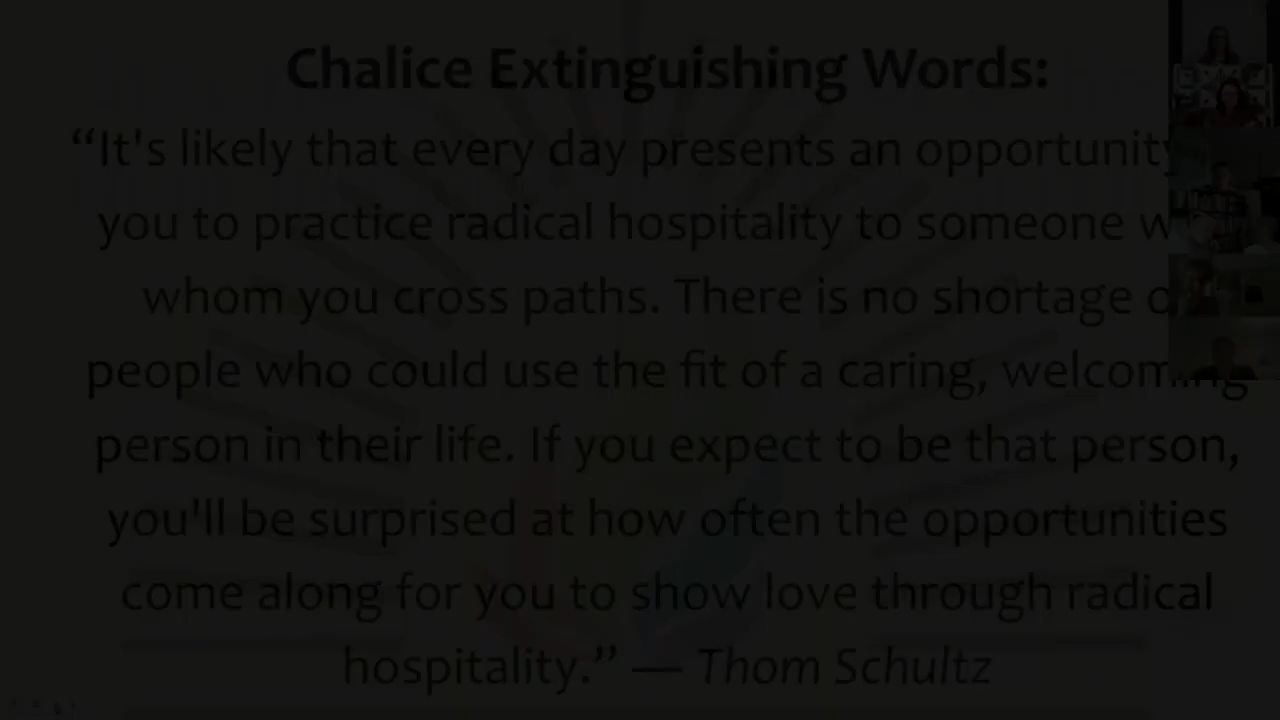 Chalice Extinguishing Words:
“It's likely that every day presents an opportunity
you to practice radical hospitality to someone
whom you cross paths. There is no shortage
people who could use the fit of a caring, welcoming
person in their life. If you expect to be that person,
you'll be surprised at how often the opportunities
come along for you to show love through radical
hospitality.” — Thom Schultz